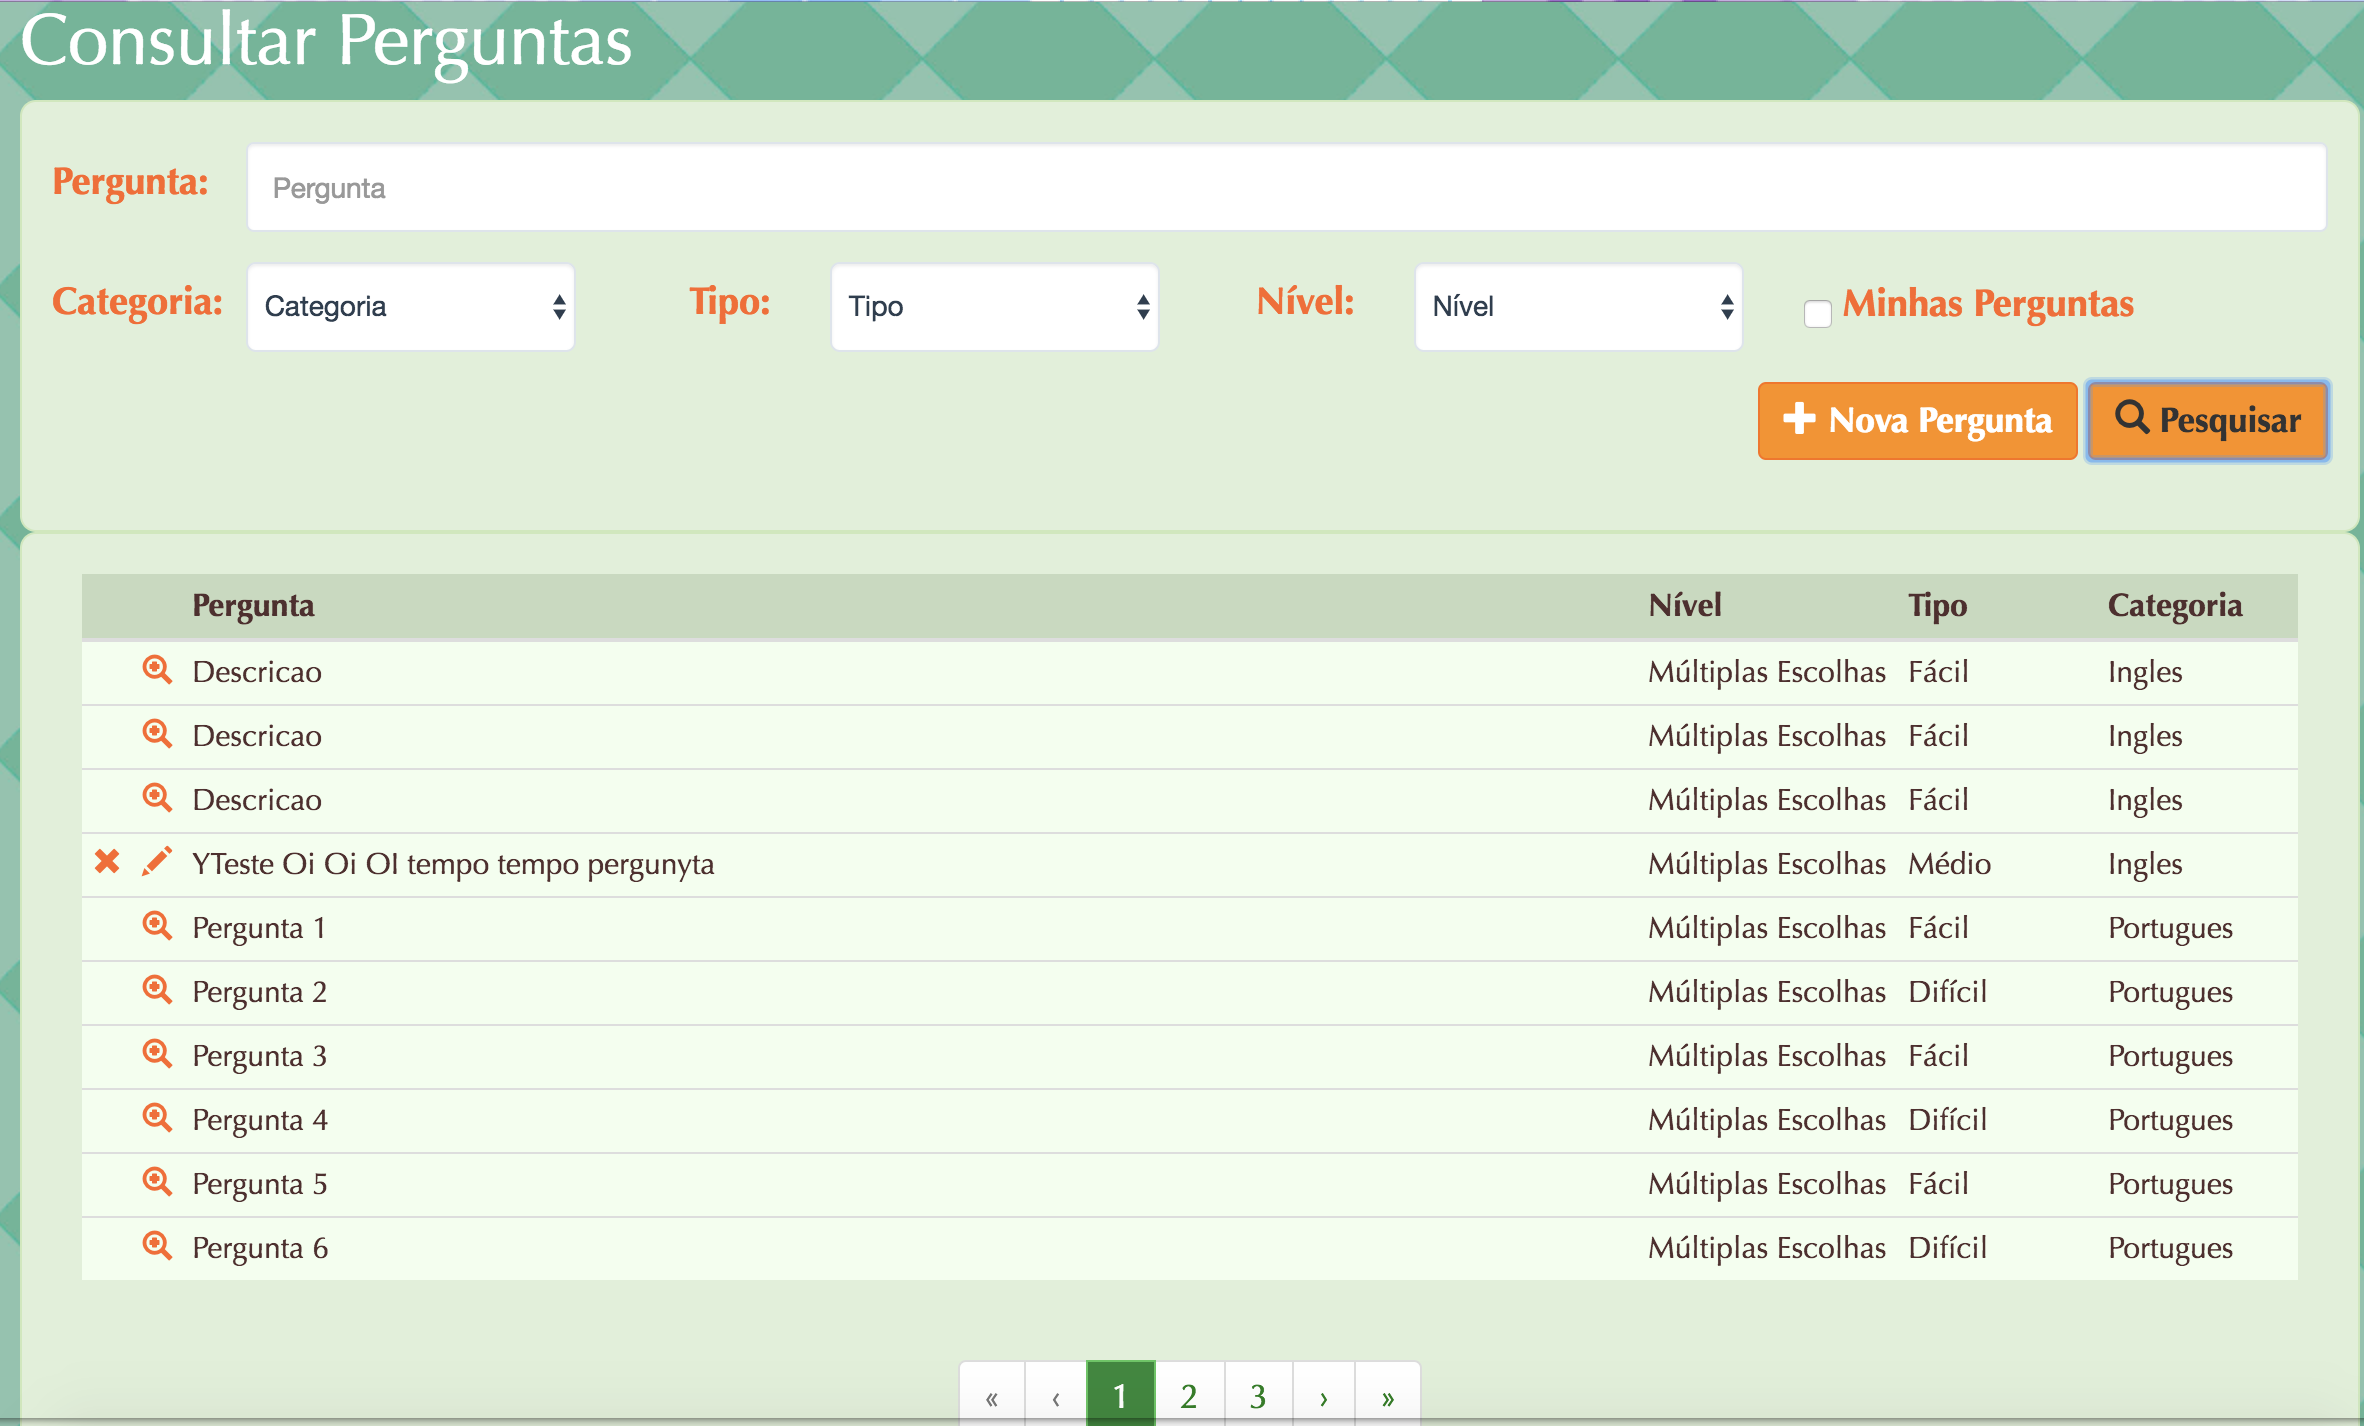 Consultar Perguntas
Pergunta: Pergunta
Categoria: Categoria Tipo: Tipo Nível: Nível Minhas Perguntas
Nova Pergunta Pesquisar
Pergunta Nível Tipo Categoria
Descricao Múltiplas Escolhas Fácil Ingles
Descricao Múltiplas Escolhas Fácil Ingles
Descricao Múltiplas Escolhas Fácil Ingles
YTeste Oi Oi OI tempo tempo pergunyta Múltiplas Escolhas Médio Ingles
Pergunta 1 Múltiplas Escolhas Fácil Portugues
Pergunta 2 Múltiplas Escolhas Difícil Portugues
Pergunta 3 Múltiplas Escolhas Fácil Portugues
Pergunta 4 Múltiplas Escolhas Difícil Portugues
Pergunta 5 Múltiplas Escolhas Fácil Portugues
Pergunta 6 Múltiplas Escolhas Difícil Portugues
« ‹ 1 2 3 › »